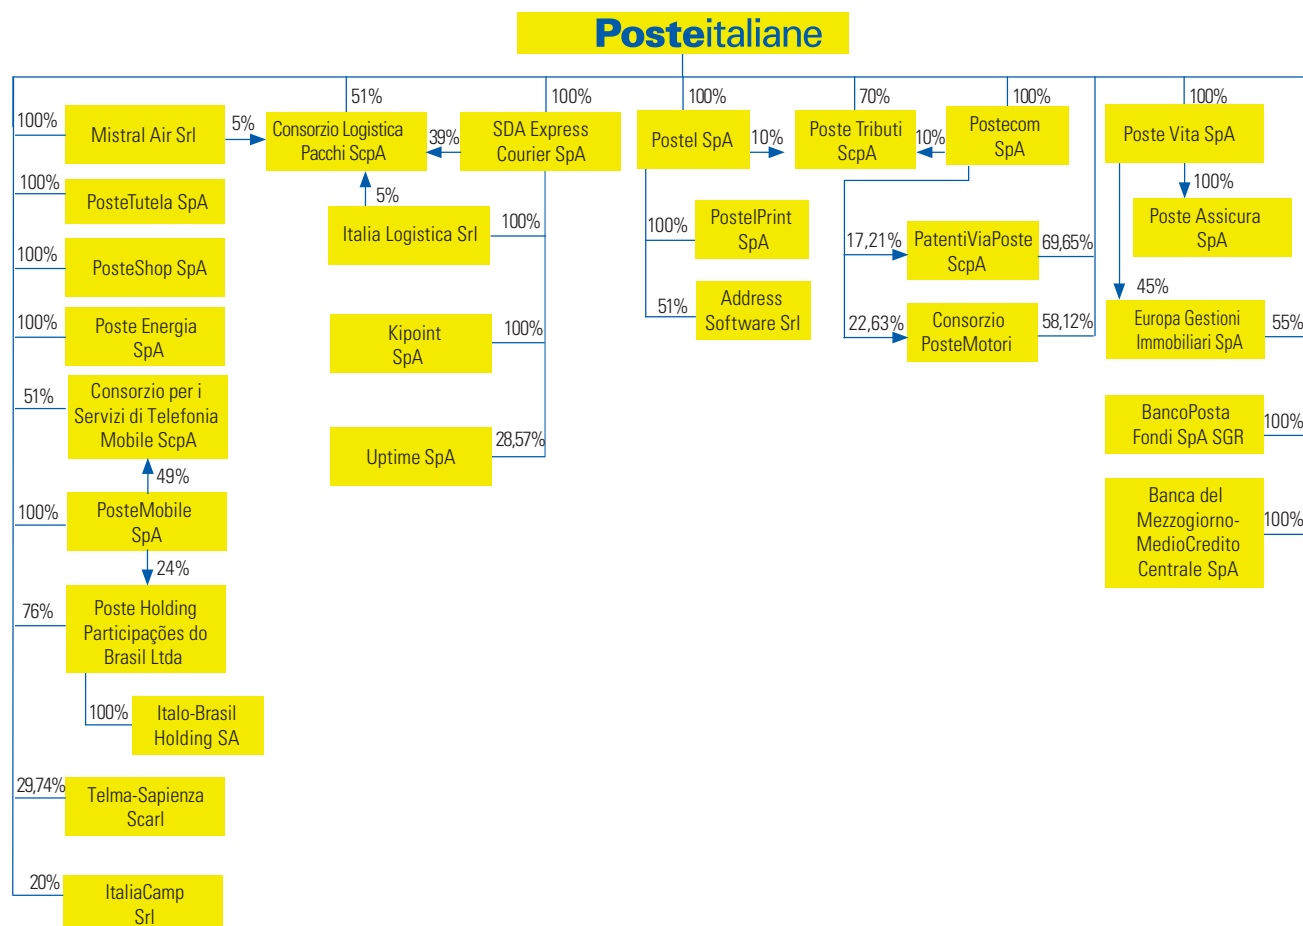 Posteitaliane
100%
Mistral Air Srl
5%
100%
PosteTutela SpA
100%
PosteShop SpA
100%
Poste Energia
SpA
51%
Consorzio per i
Servizi di Telefonia
Mobile ScpA
49%
100%
PosteMobile
SpA
24%
76%
Poste Holding
Participações do
Brasil Ltda
100%
Italo-Brasil
Holding SA
29,74%
Telma-Sapienza
Scarl
20%
ItaliaCamp
Srl
51%
Consorzio Logistica
Pacchi ScpA
39%
5%
Italia Logistica Srl
100%
Kipoint
SpA
100%
Uptime SpA
28,57%
100%
SDA Express
Courier SpA
100%
Postel SpA
10%
100%
PostelPrint
SpA
51%
Address
Software Srl
70%
Poste Tributi
ScpA
10%
100%
Postecom
SpA
17,21%
PatentiViaPoste
ScpA
69,65%
22,63%
Consorzio
PosteMotori
58,12%
100%
Poste Vita SpA
100%
Poste Assicura
SpA
45%
Europa Gestioni
Immobiliari SpA
55%
BancoPosta
Fondi SpA SGR
100%
Banca del
Mezzogiorno-
MedioCredito
Centrale SpA
100%